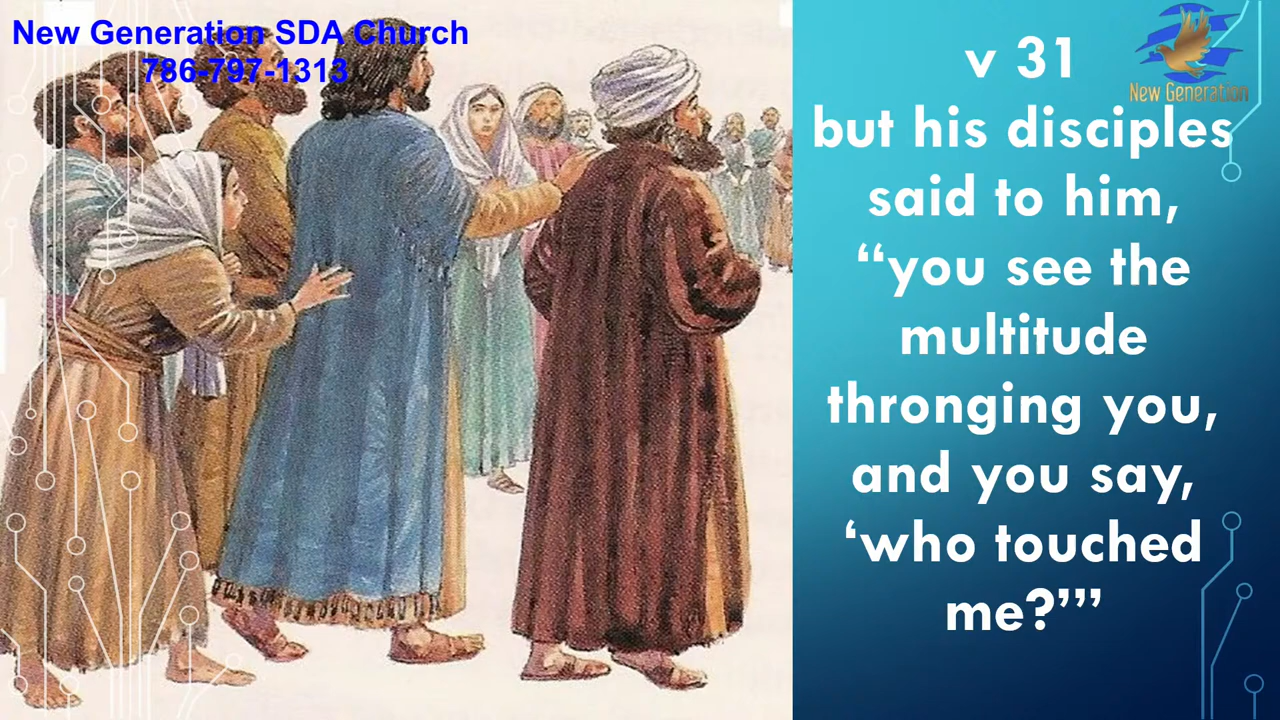 New Generation SDA Church
786-797-1313
New Generation
v 31
but his disciples
said to him,
“you see the
multitude
thronging you,
and you say,
‘who touched
me?’”